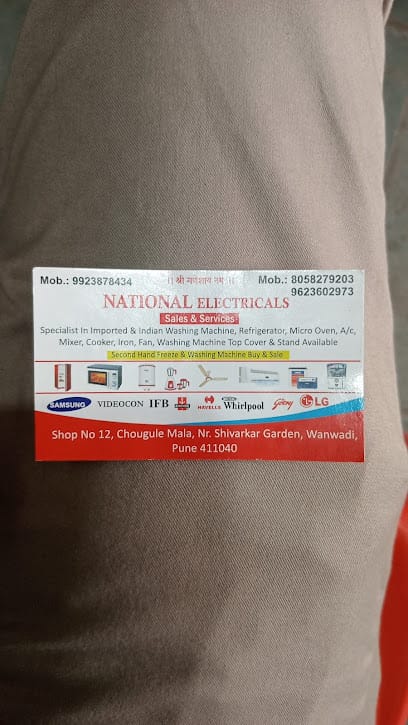 Mob.: 9923878434
।। श्री गणेशाय नमः ।।
Mob.: 8058279203
9623602973
NATIONAL ELECTRICALS
Sales & Services
Specialist In Imported & Indian Washing Machine, Refrigerator, Micro Oven, A/c,
Mixer, Cooker, Iron, Fan, Washing Machine Top Cover & Stand Available
Second Hand Freeze & Washing Machine Buy & Sale
SAMSUNG VIDEOCON IFB HAVELLS Whirlpool Godrej LG
Shop No 12, Chougule Mala, Nr. Shivarkar Garden, Wanwadi,
Pune 411040